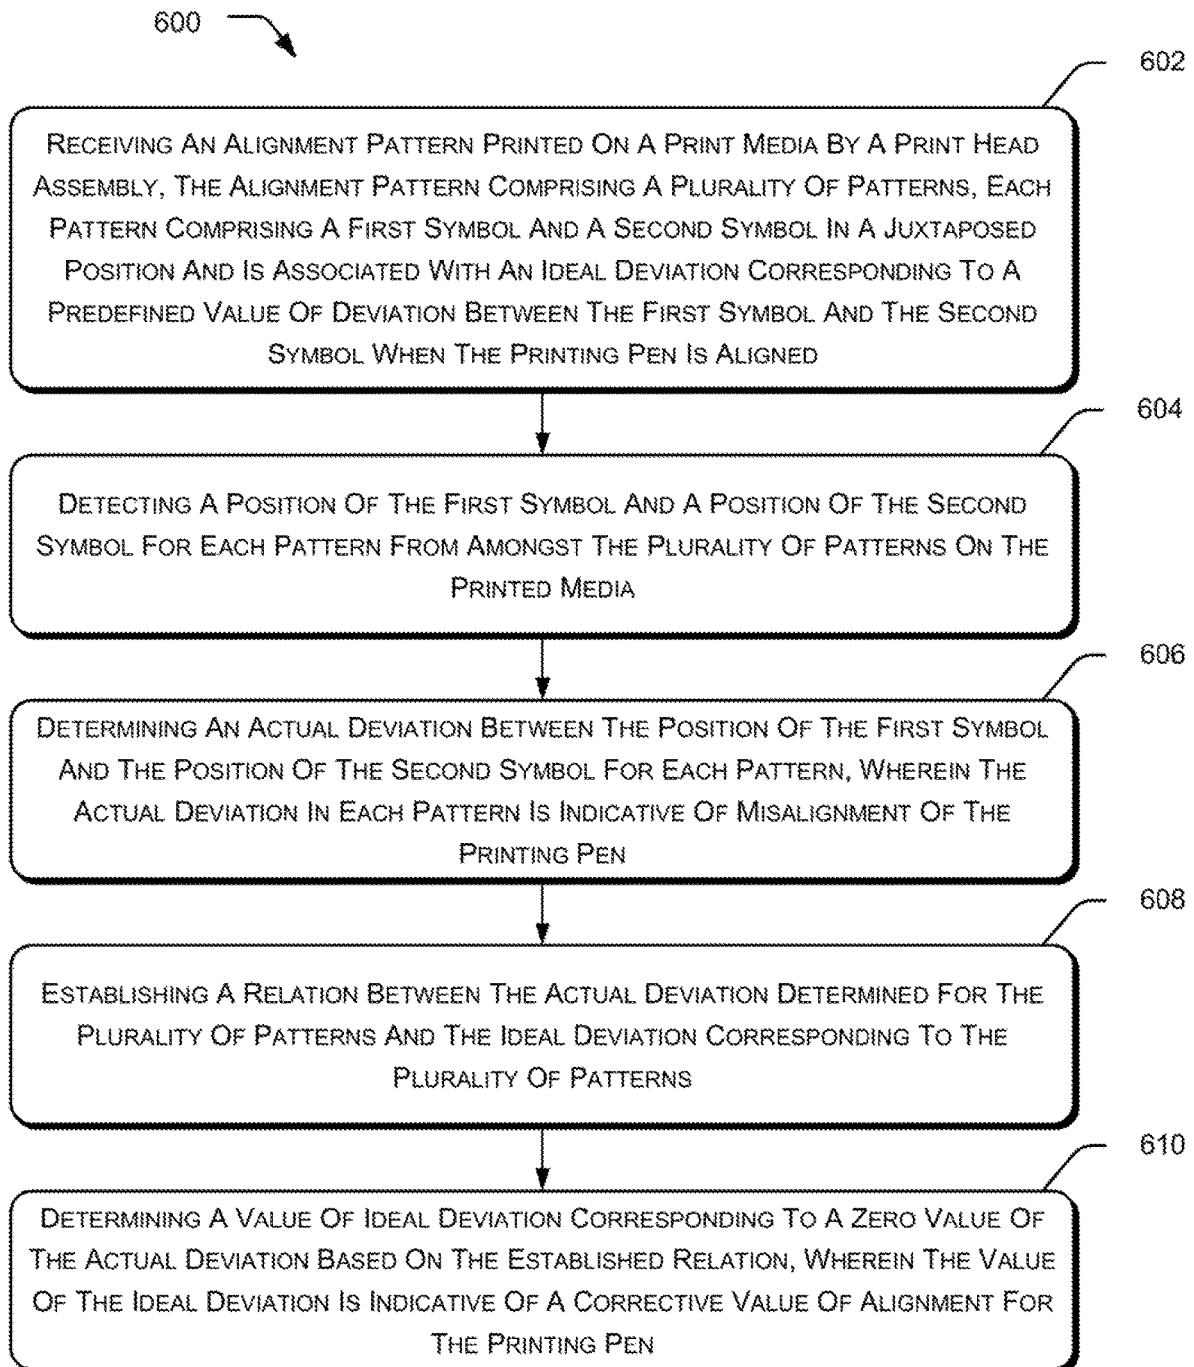 600
602
RECEIVING AN ALIGNMENT PATTERN PRINTED ON A PRINT MEDIA BY A PRINT HEAD
ASSEMBLY, THE ALIGNMENT PATTERN COMPRISING A PLURALITY OF PATTERNS, EACH
PATTERN COMPRISING A FIRST SYMBOL AND A SECOND SYMBOL IN A JUXTAPOSED
POSITION AND IS ASSOCIATED WITH AN IDEAL DEVIATION CORRESPONDING TO A
PREDEFINED VALUE OF DEVIATION BETWEEN THE FIRST SYMBOL AND THE SECOND
SYMBOL WHEN THE PRINTING PEN IS ALIGNED
604
DETECTING A POSITION OF THE FIRST SYMBOL AND A POSITION OF THE SECOND
SYMBOL FOR EACH PATTERN FROM AMONGST THE PLURALITY OF PATTERNS ON THE
PRINTED MEDIA
606
DETERMINING AN ACTUAL DEVIATION BETWEEN THE POSITION OF THE FIRST SYMBOL
AND THE POSITION OF THE SECOND SYMBOL FOR EACH PATTERN, WHEREIN THE
ACTUAL DEVIATION IN EACH PATTERN IS INDICATIVE OF MISALIGNMENT OF THE
PRINTING PEN
608
ESTABLISHING A RELATION BETWEEN THE ACTUAL DEVIATION DETERMINED FOR THE
PLURALITY OF PATTERNS AND THE IDEAL DEVIATION CORRESPONDING TO THE
PLURALITY OF PATTERNS
610
DETERMINING A VALUE OF IDEAL DEVIATION CORRESPONDING TO A ZERO VALUE OF
THE ACTUAL DEVIATION BASED ON THE ESTABLISHED RELATION, WHEREIN THE VALUE
OF THE IDEAL DEVIATION IS INDICATIVE OF A CORRECTIVE VALUE OF ALIGNMENT FOR
THE PRINTING PEN